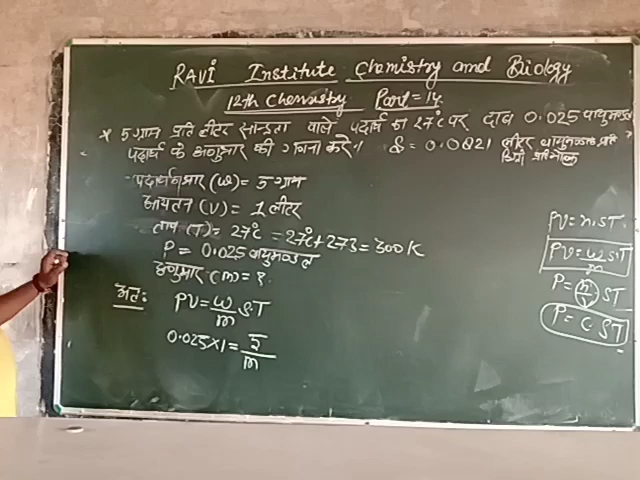 RAVI Institute Chemistry and Biology
12th Chemistry Part = 14
* 5 ग्राम प्रति लीटर सान्द्रता वाले पदार्थ का 27°C पर दाब 0.025 वायुमण्डल
पदार्थ के अणुभार की गणना करे। S = 0.0821 लीटर वायुमण्डल प्रति
डिग्री प्रति मोल
पदार्थ भार (w) = 5 ग्राम
आयतन (V) = 1 लीटर
ताप (T) = 27°C = 27°C + 273 = 300 K
P = 0.025 वायुमण्डल
अणुभार (m) = ?
अतः PV = w/m ST
0.025 × 1 = 5/m
PV = nST
PV = w/m ST
P = (n/V) ST
P = C ST